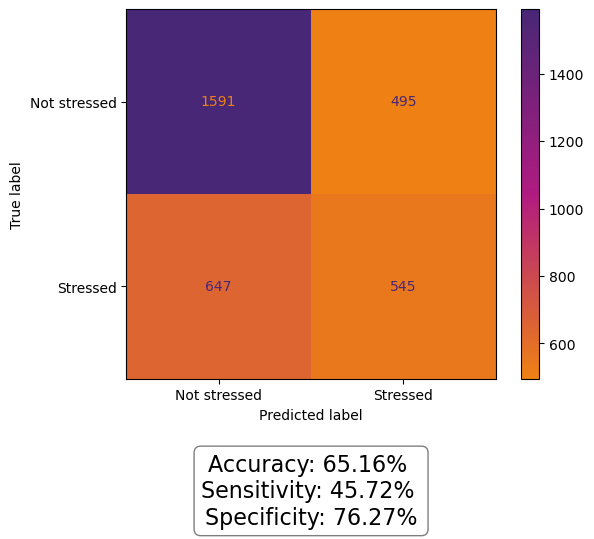 Not stressed
1591
495
Stressed
647
545
True label
Not stressed
Stressed
Predicted label
1400
1200
1000
800
600
Accuracy: 65.16%
Sensitivity: 45.72%
Specificity: 76.27%